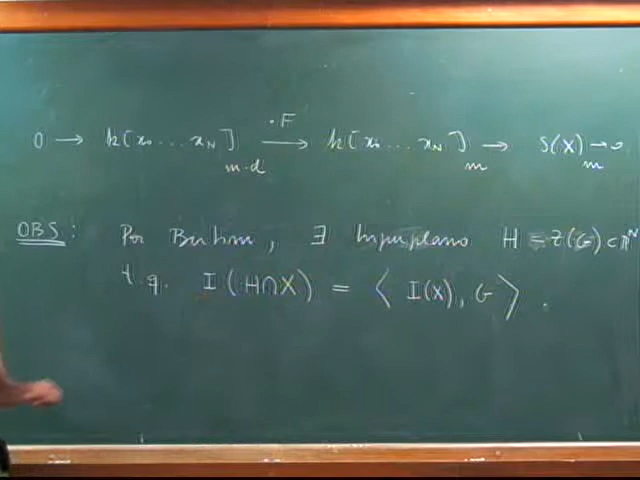 0 → k[x₀ ... x_N]_{m-d} —·F→ k[x₀ ... x_N]_m → S(X)_m → 0
OBS: Por Bertini, ∃ hiperplano H = Z(G) ⊂ P^N
t.q. I(H∩X) = ⟨ I(X), G ⟩ .